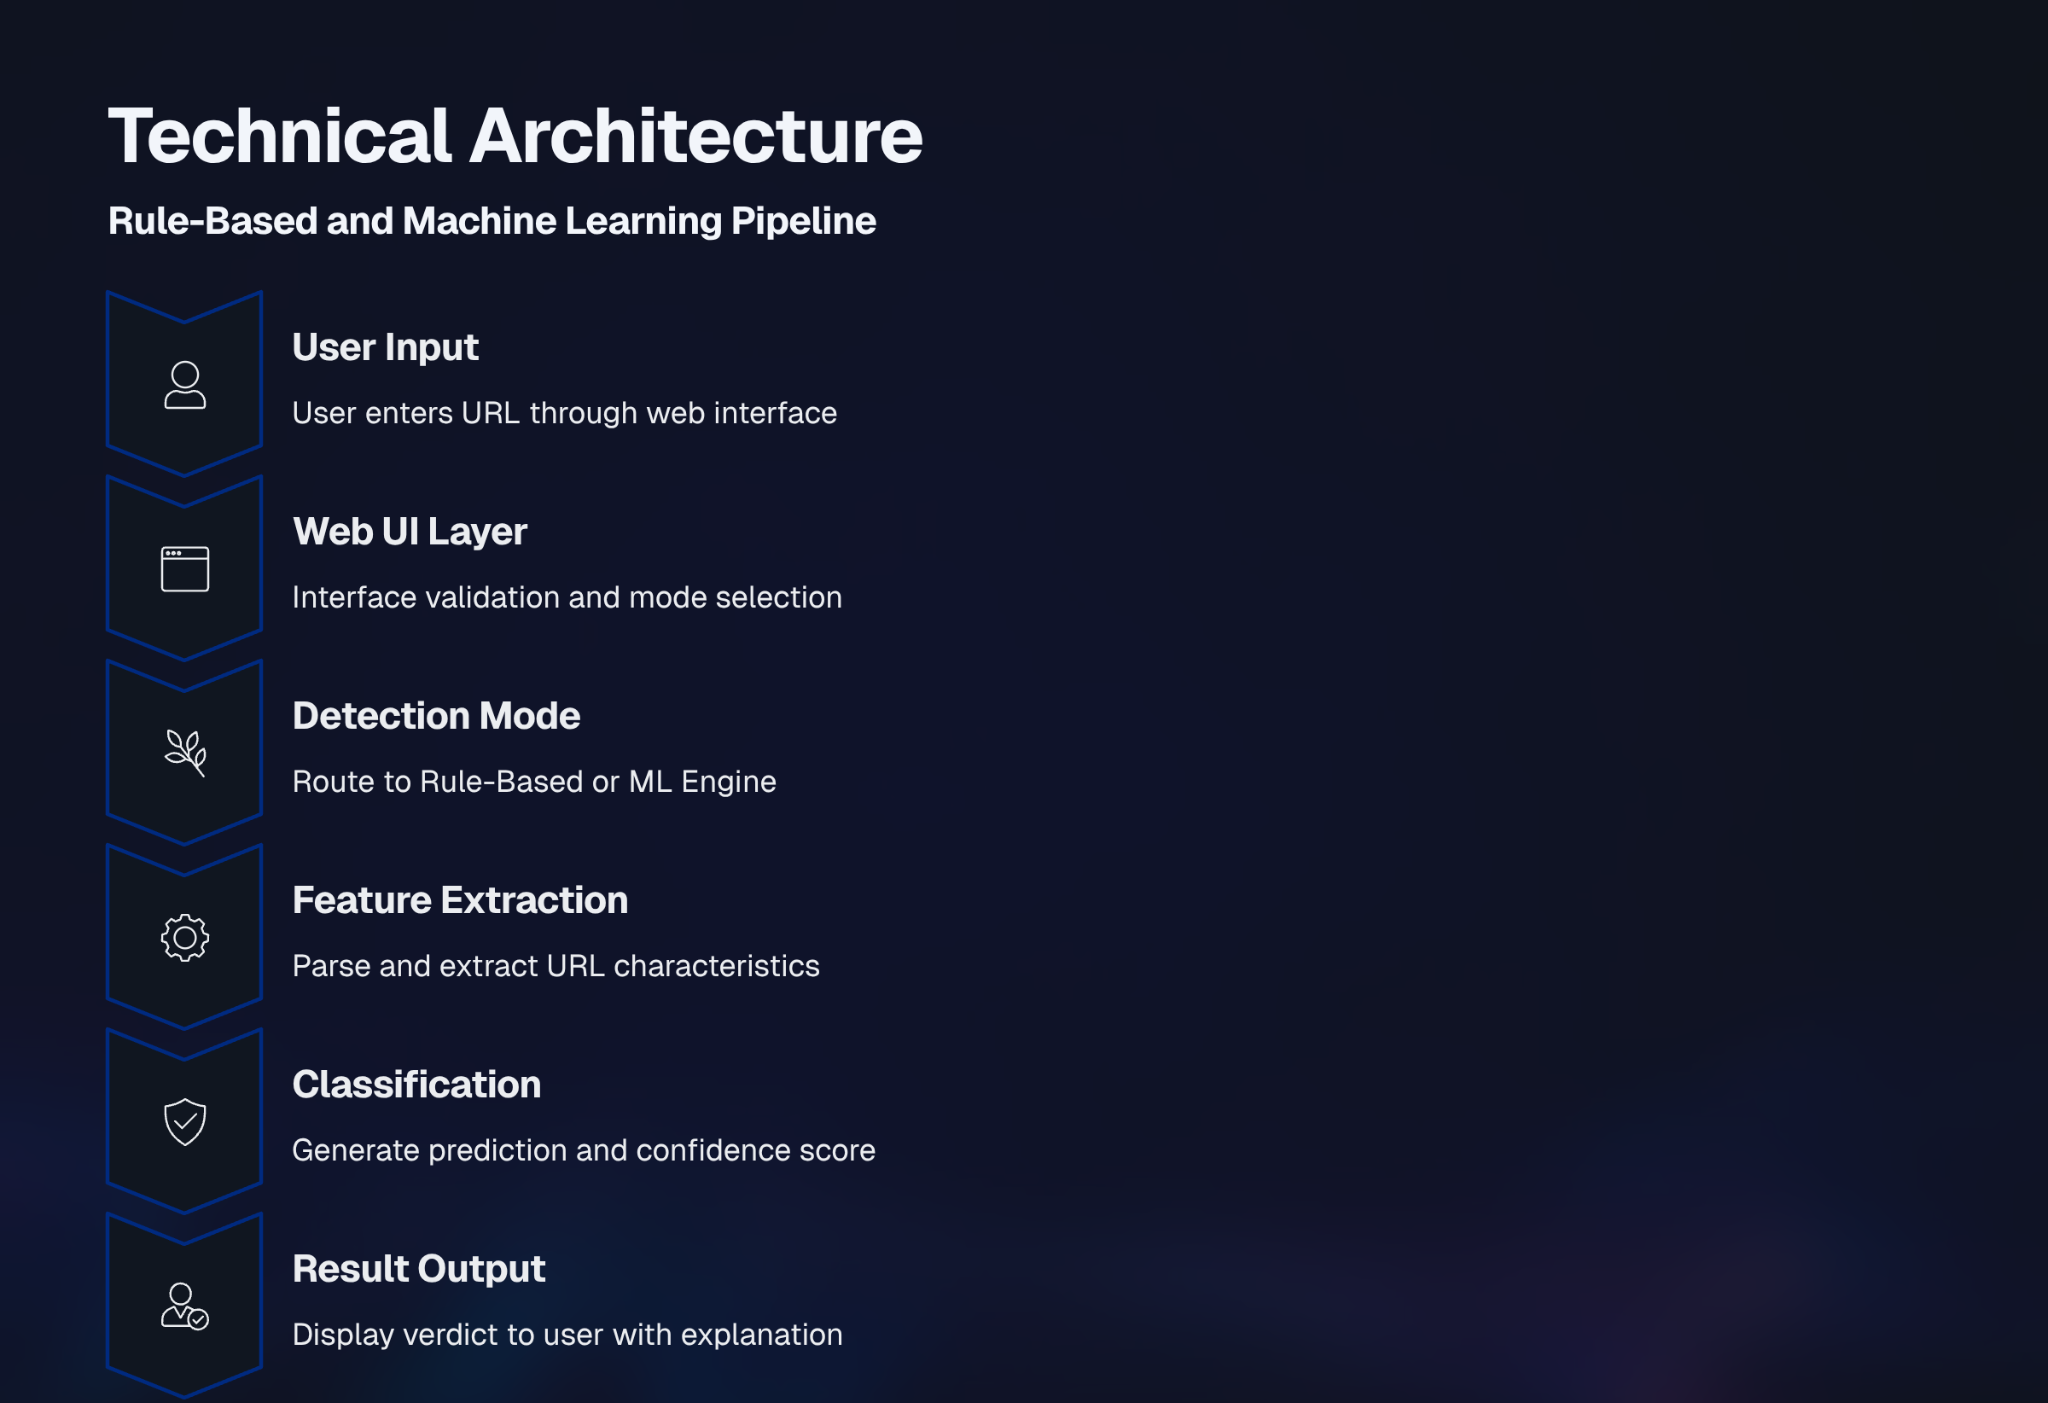 Technical Architecture
Rule-Based and Machine Learning Pipeline
User Input
User enters URL through web interface
Web UI Layer
Interface validation and mode selection
Detection Mode
Route to Rule-Based or ML Engine
Feature Extraction
Parse and extract URL characteristics
Classification
Generate prediction and confidence score
Result Output
Display verdict to user with explanation